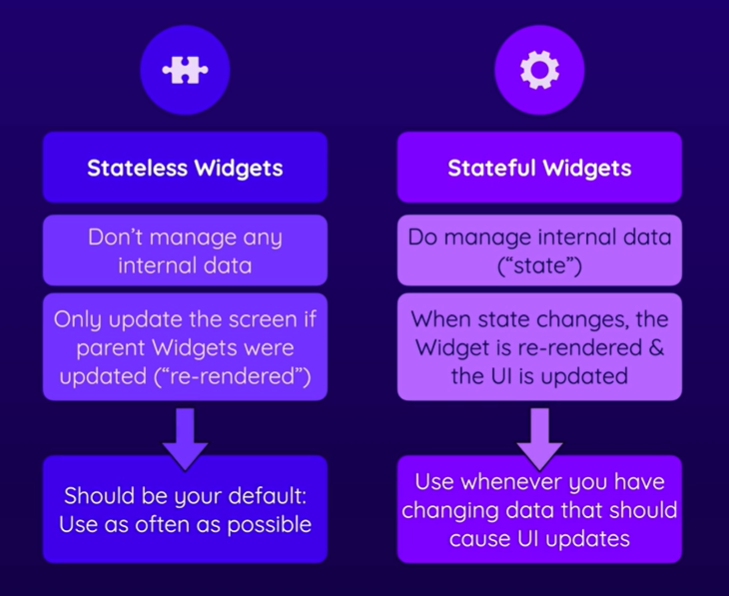 Stateless Widgets
Don’t manage any
internal data
Only update the screen if
parent Widgets were
updated (“re-rendered”)
Should be your default:
Use as often as possible
Stateful Widgets
Do manage internal data
(“state”)
When state changes, the
Widget is re-rendered &
the UI is updated
Use whenever you have
changing data that should
cause UI updates